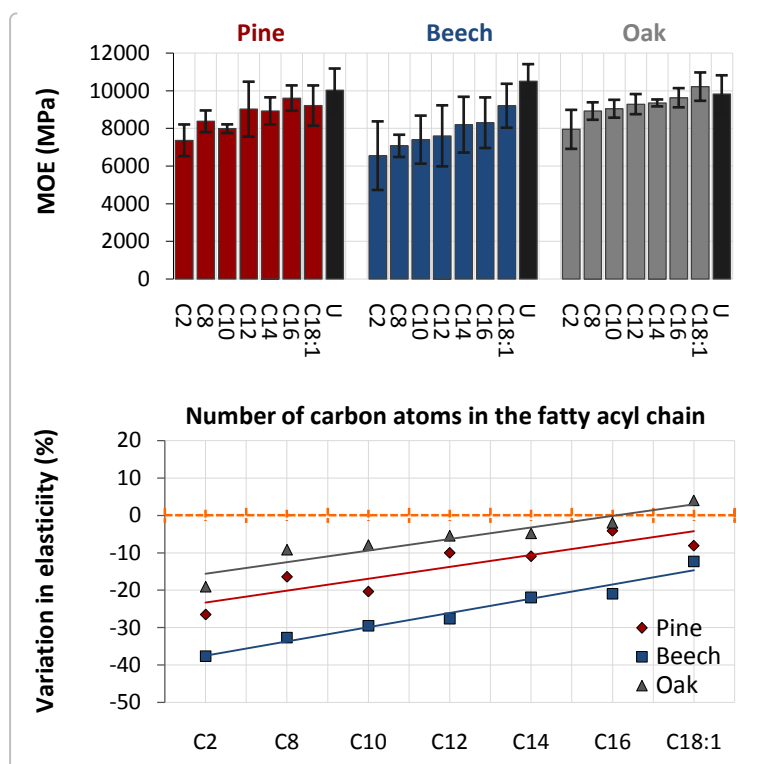 Pine Beech Oak
MOE (MPa)
12000
10000
8000
6000
4000
2000
0
C2 C8 C10 C12 C14 C16 C18:1 U C2 C8 C10 C12 C14 C16 C18:1 U C2 C8 C10 C12 C14 C16 C18:1 U
Number of carbon atoms in the fatty acyl chain
Variation in elasticiity (%)
20
10
0
-10
-20
-30
-40
-50
Pine
Beech
Oak
C2 C8 C10 C12 C14 C16 C18:1